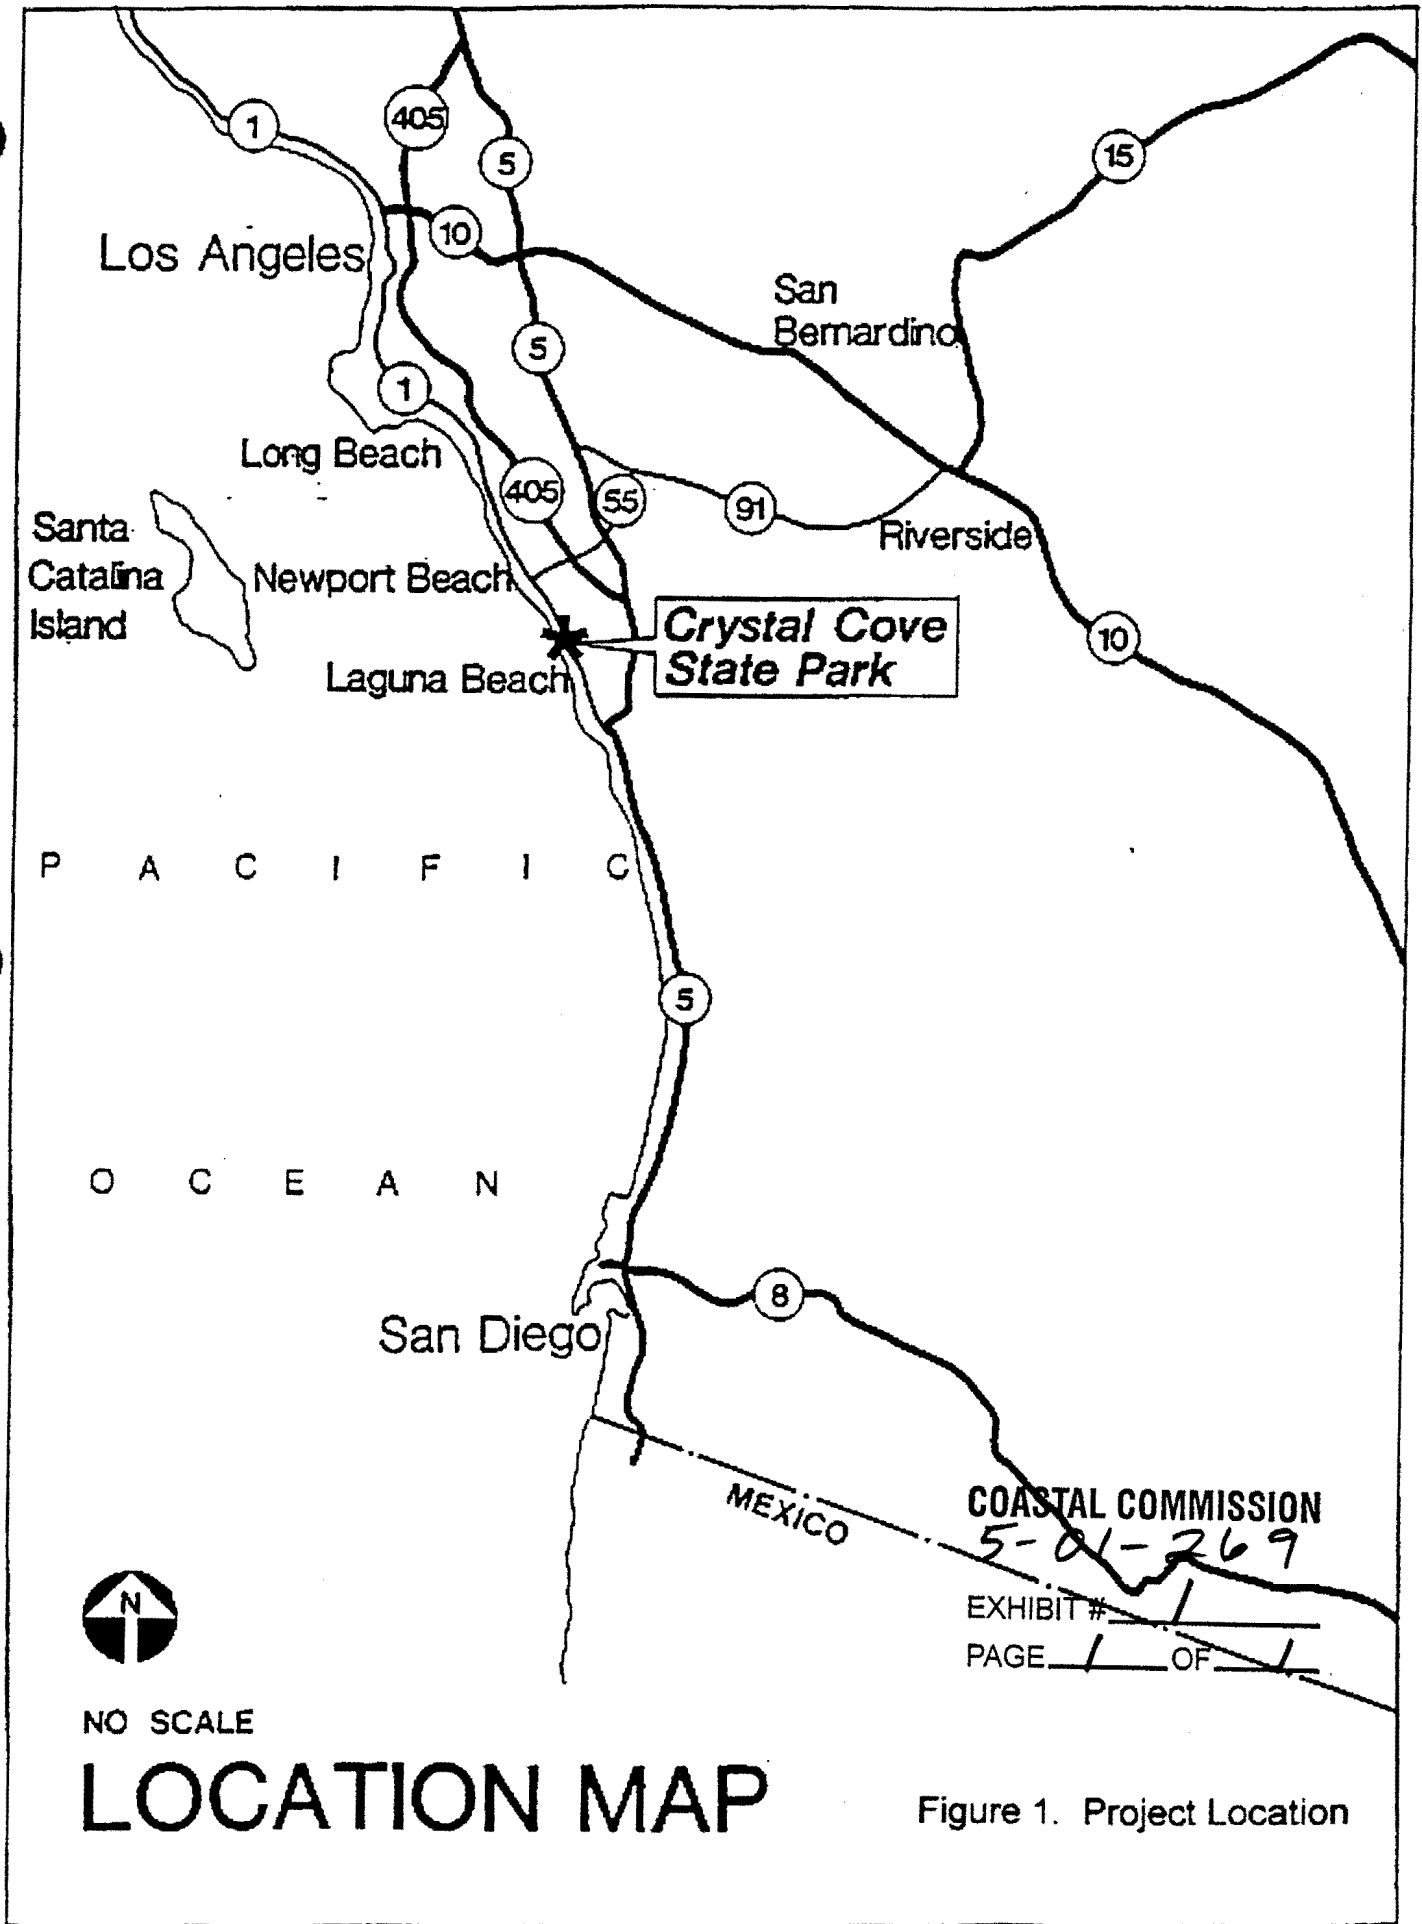 1
405
5
15
10
Los Angeles
San
Bernardino
5
1
Long Beach
405
55
91
Riverside
Santa
Catalina
Island
Newport Beach
Crystal Cove
State Park
10
Laguna Beach
PACIFIC
5
OCEAN
8
San Diego
MEXICO
COASTAL COMMISSION
5-01-269
EXHIBIT # 1
PAGE 1 OF 1
N
NO SCALE
LOCATION MAP
Figure 1. Project Location